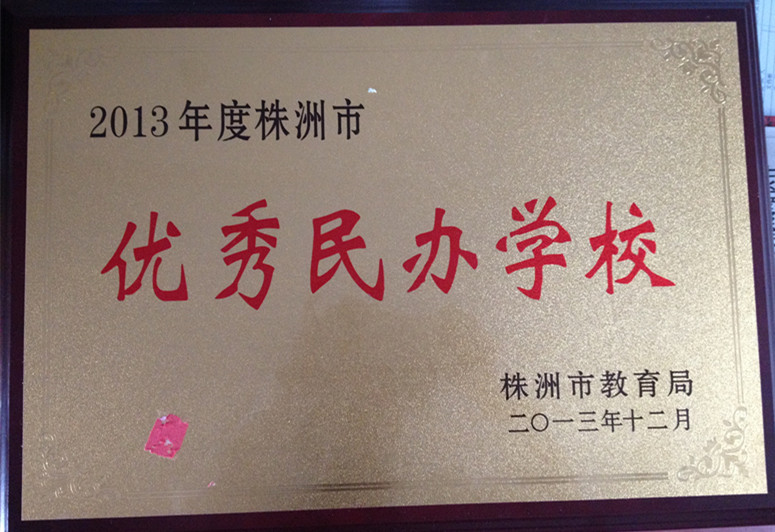 2013年度株洲市
优秀民办学校
株洲市教育局
二〇一三年十二月